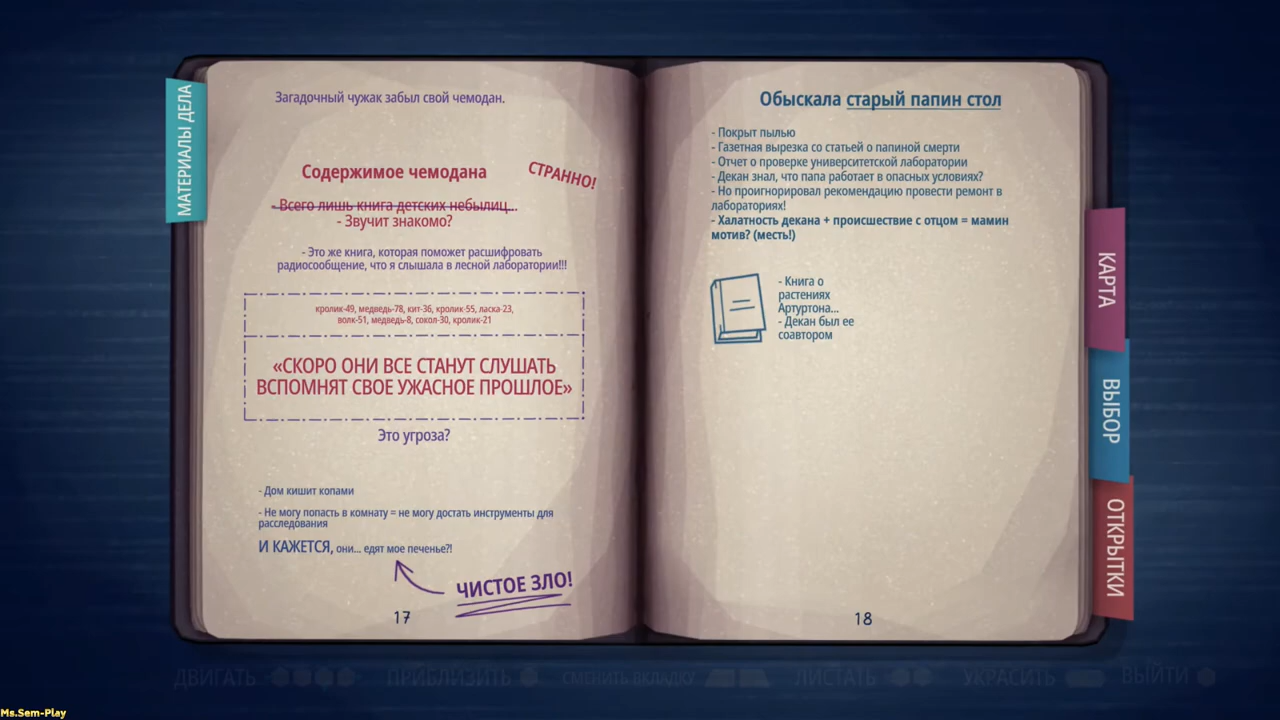 МАТЕРИАЛЫ ДЕЛА
Загадочный чужак забыл свой чемодан.
Содержимое чемодана
СТРАННО!
- Всего лишь книга детских небылиц...
- Звучит знакомо?
- Это же книга, которая поможет расшифровать
радиосообщение, что я слышала в лесной лаборатории!!!
кролик-49, медведь-78, кит-36, кролик-55, ласка-23,
волк-51, медведь-8, сокол-30, кролик-21
«СКОРО ОНИ ВСЕ СТАНУТ СЛУШАТЬ
ВСПОМНЯТ СВОЕ УЖАСНОЕ ПРОШЛОЕ»
Это угроза?
- Дом кишит копами
- Не могу попасть в комнату = не могу достать инструменты для
расследования
И КАЖЕТСЯ, они... едят мое печенье?!
ЧИСТОЕ ЗЛО!
17
Обыскала старый папин стол
- Покрыт пылью
- Газетная вырезка со статьей о папиной смерти
- Отчет о проверке университетской лаборатории
- Декан знал, что папа работает в опасных условиях?
- Но проигнорировал рекомендацию провести ремонт в
лабораториях!
- Халатность декана + происшествие с отцом = мамин
мотив? (месть!)
- Книга о
растениях
Артуртона...
- Декан был ее
соавтором
18
КАРТА
ВЫБОР
ОТКРЫТКИ
ДВИГАТЬ ПРИБЛИЗИТЬ СМЕНИТЬ ВКЛАДКУ ЛИСТАТЬ УКРАСИТЬ ВЫЙТИ
Ms.Sem-Play